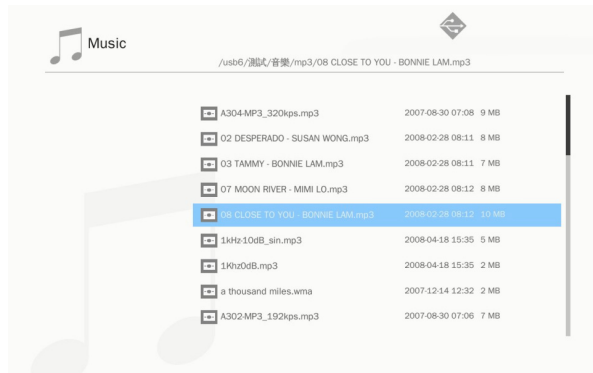 Music
/usb6/測試/音樂/mp3/08 CLOSE TO YOU - BONNIE LAM.mp3
A304-MP3_320kps.mp3 2007-08-30 07:08 9 MB
02 DESPERADO - SUSAN WONG.mp3 2008-02-28 08:11 8 MB
03 TAMMY - BONNIE LAM.mp3 2008-02-28 08:11 7 MB
07 MOON RIVER - MIMI LO.mp3 2008-02-28 08:12 8 MB
08 CLOSE TO YOU - BONNIE LAM.mp3 2008-02-28 08:12 10 MB
1kHz-10dB_sin.mp3 2008-04-18 15:35 5 MB
1Khz0dB.mp3 2008-04-18 15:35 2 MB
a thousand miles.wma 2007-12-14 12:32 2 MB
A302-MP3_192kps.mp3 2007-08-30 07:06 7 MB